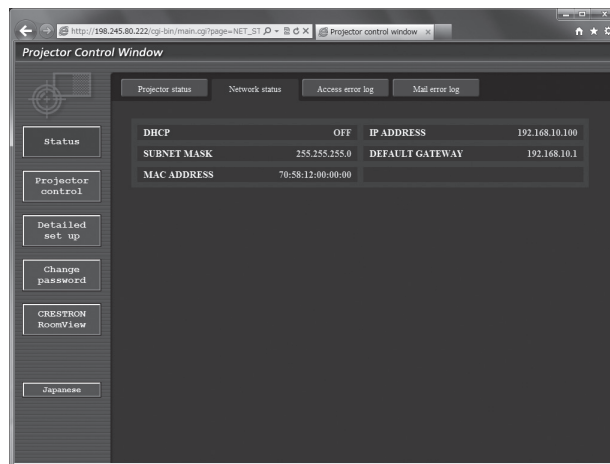 http://198.245.80.222/cgi-bin/main.cgi?page=NET_ST
Projector control window
Projector Control Window
Projector status
Network status
Access error log
Mail error log
Status
Projector control
Detailed set up
Change password
CRESTRON RoomView
Japanese
DHCP OFF IP ADDRESS 192.168.10.100
SUBNET MASK 255.255.255.0 DEFAULT GATEWAY 192.168.10.1
MAC ADDRESS 70:58:12:00:00:00